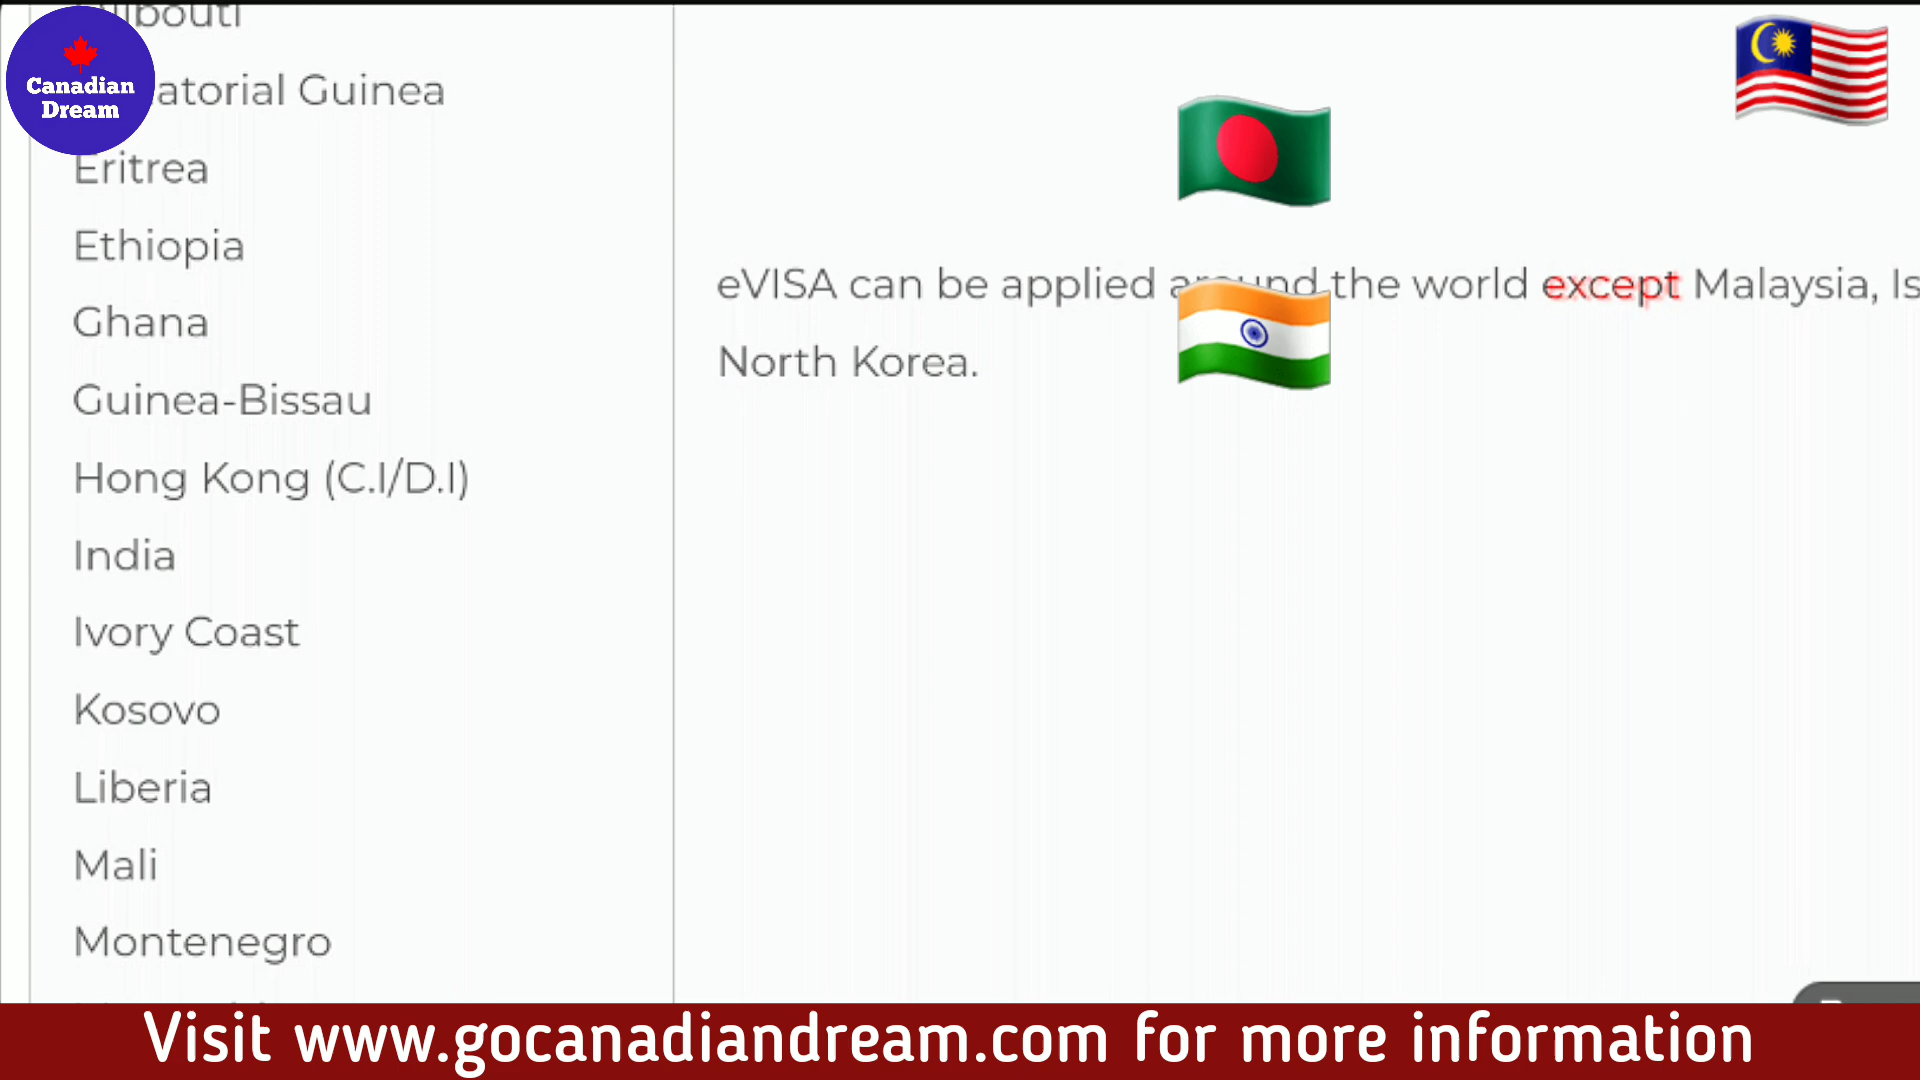 Canadian
Dream
Guinea
Eritrea
Ethiopia
Ghana
Guinea-Bissau
Hong Kong (C.I/D.I)
India
Ivory Coast
Kosovo
Liberia
Mali
Montenegro
eVISA can be applied around the world except Malaysia,
North Korea.
Visit www.gocanadiandream.com for more information